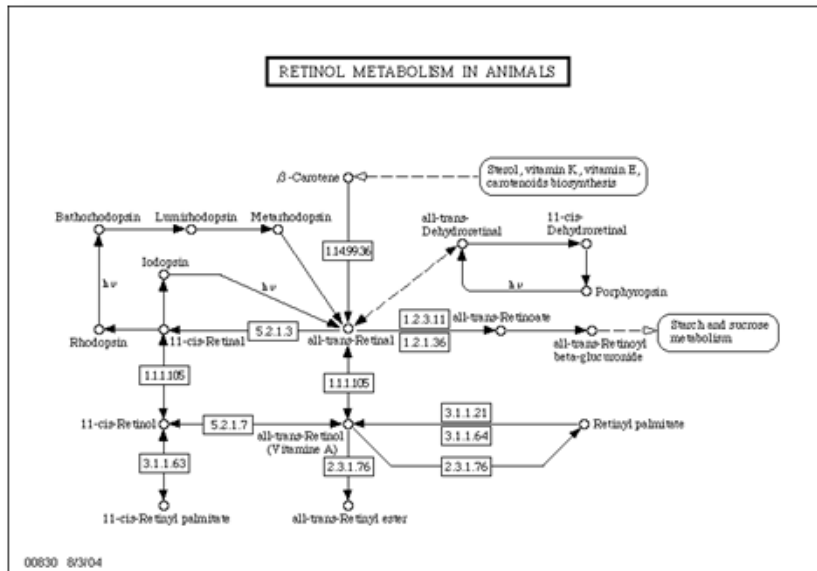 RETINOL METABOLISM IN ANIMALS
β-Carotene
Sterol, vitamin K, vitamin E,
carotenoids biosynthesis
Bathorhodopsin
Lumirhodopsin
Metarhodopsin
all-trans-
Dehydroretinal
11-cis-
Dehydroretinal
1.14.99.36
Iodopsin
hν
hν
hν
Porphyropsin
Rhodopsin
11-cis-Retinal
5.2.1.3
all-trans-Retinal
1.2.3.11
1.2.1.36
all-trans-Retinoate
all-trans-Retinoyl
beta-glucuronide
Starch and sucrose
metabolism
1.1.1.105
1.1.1.105
11-cis-Retinol
5.2.1.7
all-trans-Retinol
(Vitamine A)
3.1.1.21
3.1.1.64
Retinyl palmitate
3.1.1.63
2.3.1.76
2.3.1.76
11-cis-Retinyl palmitate
all-trans-Retinyl ester
00830 8/3/04